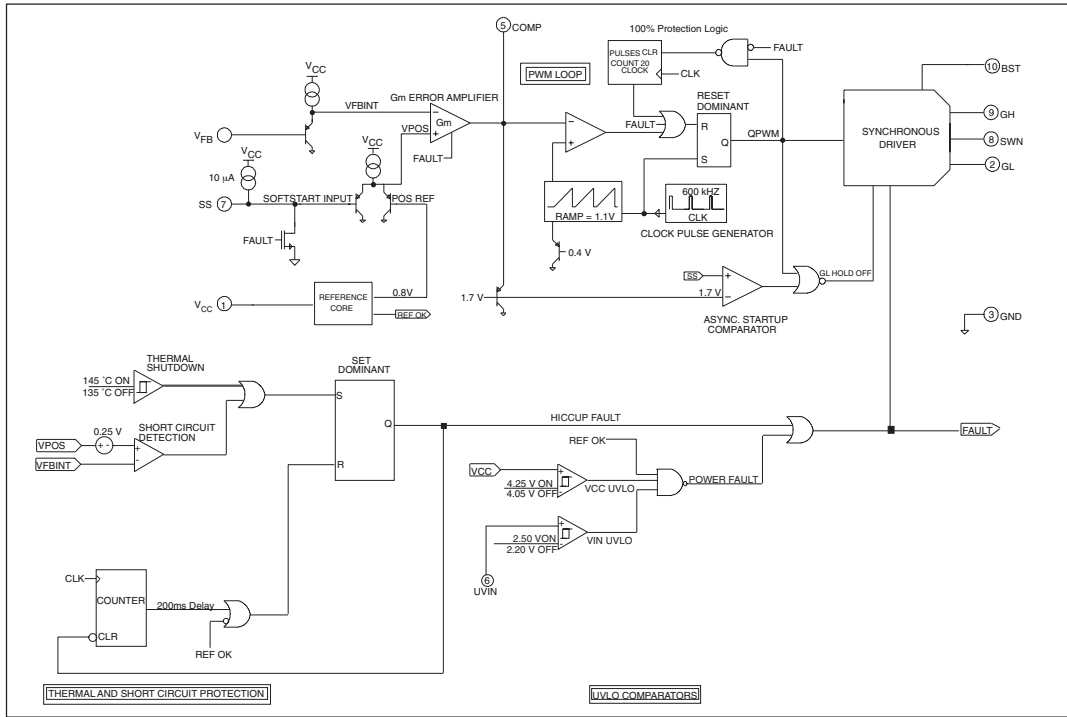 5 COMP
100% Protection Logic
FAULT
PULSES CLR
COUNT 20
CLOCK
CLK
10 BST
VCC
PWM LOOP
Gm ERROR AMPLIFIER
RESET
DOMINANT
VFBINT
−
Gm
+
VPOS
VFB
FAULT
−
+
FAULT
R
Q
S
QPWM
SYNCHRONOUS
DRIVER
9 GH
8 SWN
2 GL
VCC
10 µA
VCC
SS 7
SOFTSTART INPUT
POS REF
FAULT
RAMP = 1.1V
600 kHZ
CLK
CLOCK PULSE GENERATOR
0.4 V
GL HOLD OFF
VCC 1
REFERENCE
CORE
0.8V
REF OK
1.7 V
SS
+
1.7 V
−
ASYNC. STARTUP
COMPARATOR
3 GND
THERMAL
SHUTDOWN
145 ˚C ON
135 ˚C OFF
SET
DOMINANT
S
Q
R
0.25 V
SHORT CIRCUIT
DETECTION
VPOS
+ -
+
VFBINT
-
HICCUP FAULT
FAULT
REF OK
VCC
+
4.25 V ON
4.05 V OFF
-
VCC UVLO
POWER FAULT
+
2.50 VON
2.20 V OFF
-
VIN UVLO
6
UVIN
CLK
COUNTER
CLR
200ms Delay
REF OK
THERMAL AND SHORT CIRCUIT PROTECTION
UVLO COMPARATORS